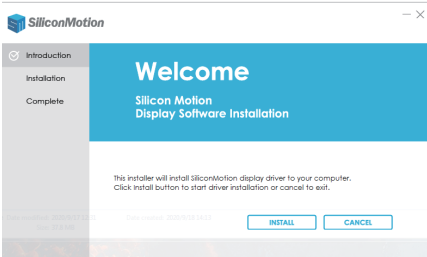 SiliconMotion
Introduction
Installation
Complete
Welcome
Silicon Motion
Display Software Installation
This installer will install SiliconMotion display driver to your computer.
Click Install button to start driver installation or cancel to exit.
INSTALL
CANCEL